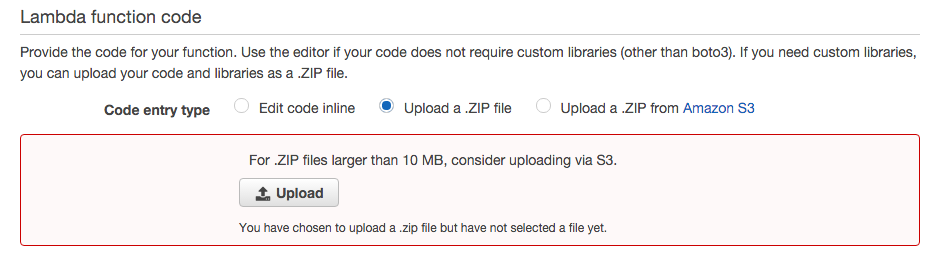 Lambda function code
Provide the code for your function. Use the editor if your code does not require custom libraries (other than boto3). If you need custom libraries,
you can upload your code and libraries as a .ZIP file.
Code entry type Edit code inline Upload a .ZIP file Upload a .ZIP from Amazon S3
For .ZIP files larger than 10 MB, consider uploading via S3.
Upload
You have chosen to upload a .zip file but have not selected a file yet.